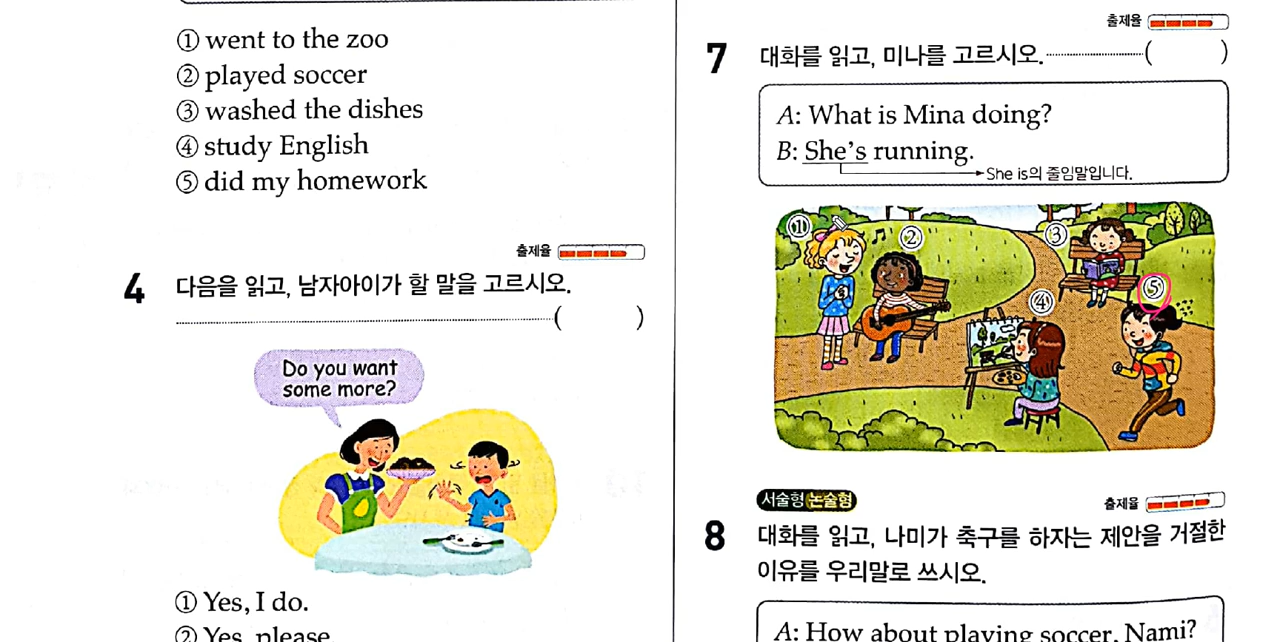 ① went to the zoo
② played soccer
③ washed the dishes
④ study English
⑤ did my homework
출제율
4 다음을 읽고, 남자아이가 할 말을 고르시오.
( )
Do you want
some more?
① Yes, I do.
② Yes, please
출제율
7 대화를 읽고, 미나를 고르시오. ( )
A: What is Mina doing?
B: She's running.
She is의 줄임말입니다.
①
②
③
④
⑤
서술형 논술형
출제율
8 대화를 읽고, 나미가 축구를 하자는 제안을 거절한
이유를 우리말로 쓰시오.
A: How about playing soccer, Nami?